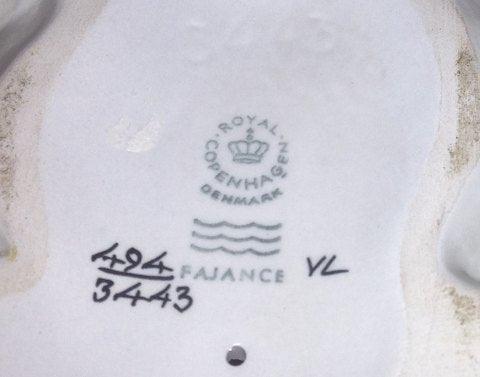 ROYAL
COPENHAGEN
DENMARK
494
FAJANCE
VL
3443